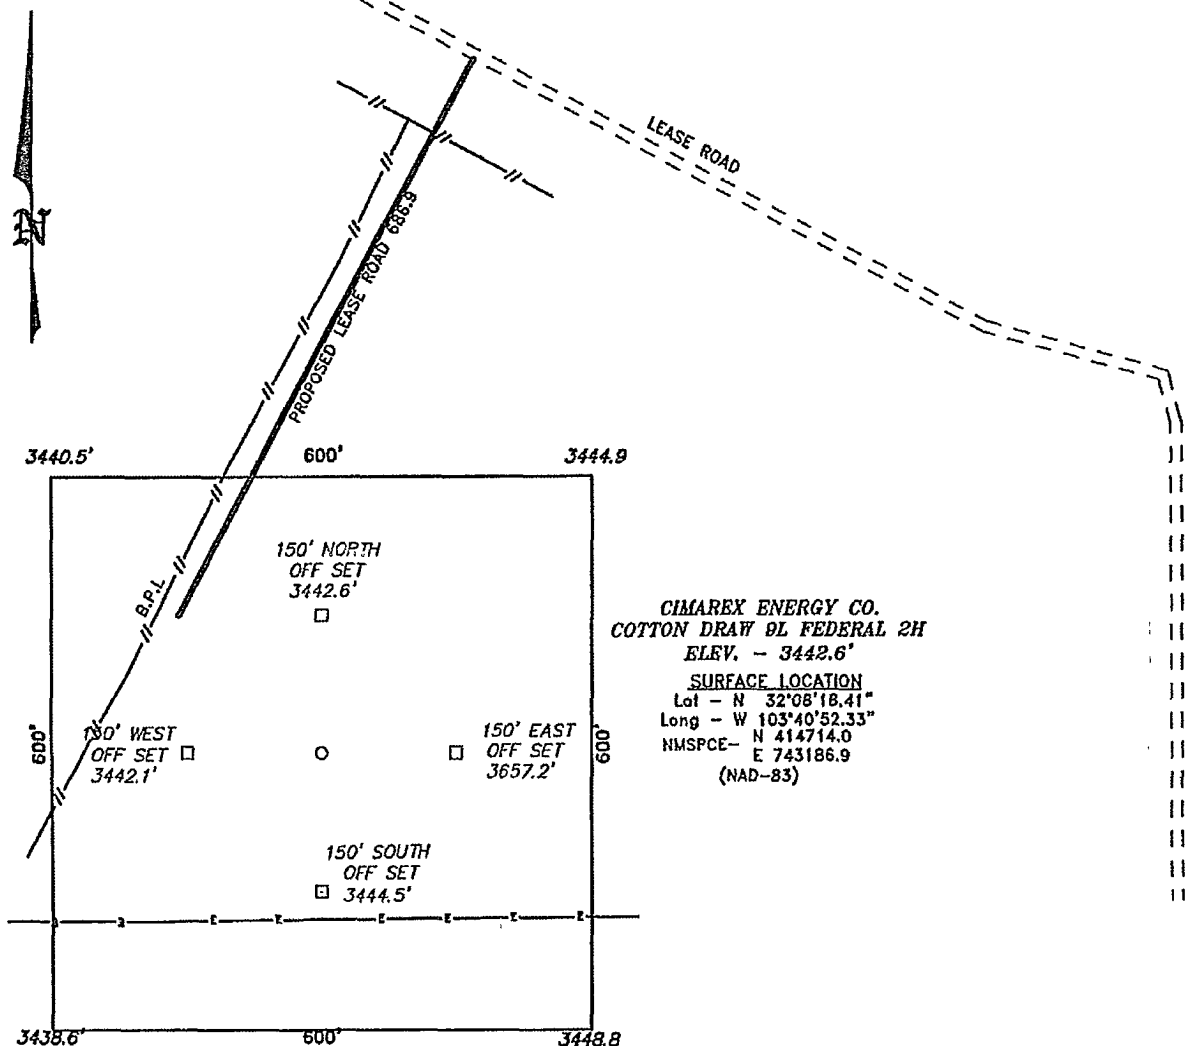 N
LEASE ROAD
PROPOSED LEASE ROAD 686.9
3440.5'
600'
3444.9
150' NORTH
OFF SET
3442.6'
B.P.L
CIMAREX ENERGY CO.
COTTON DRAW 9L FEDERAL 2H
ELEV. - 3442.6'
SURFACE LOCATION
Lat - N 32°08'18.41"
Long - W 103°40'52.33"
NMSPCE- N 414714.0
E 743186.9
(NAD-83)
600'
150' WEST
OFF SET
3442.1'
150' EAST
OFF SET
3657.2'
600'
150' SOUTH
OFF SET
3444.5'
E E E E E E
3438.6'
600'
3448.8